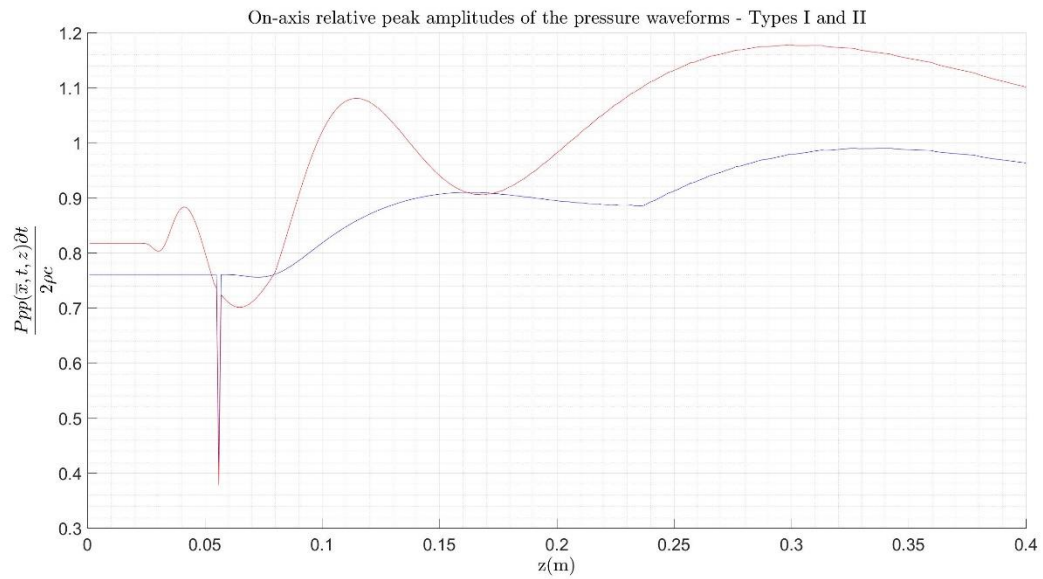 On-axis relative peak amplitudes of the pressure waveforms - Types I and II
1.2
1.1
1
0.9
0.8
0.7
0.6
0.5
0.4
0.3
Ppp(x̄, t, z)∂t
2ρc
0 0.05 0.1 0.15 0.2 0.25 0.3 0.35 0.4
z(m)